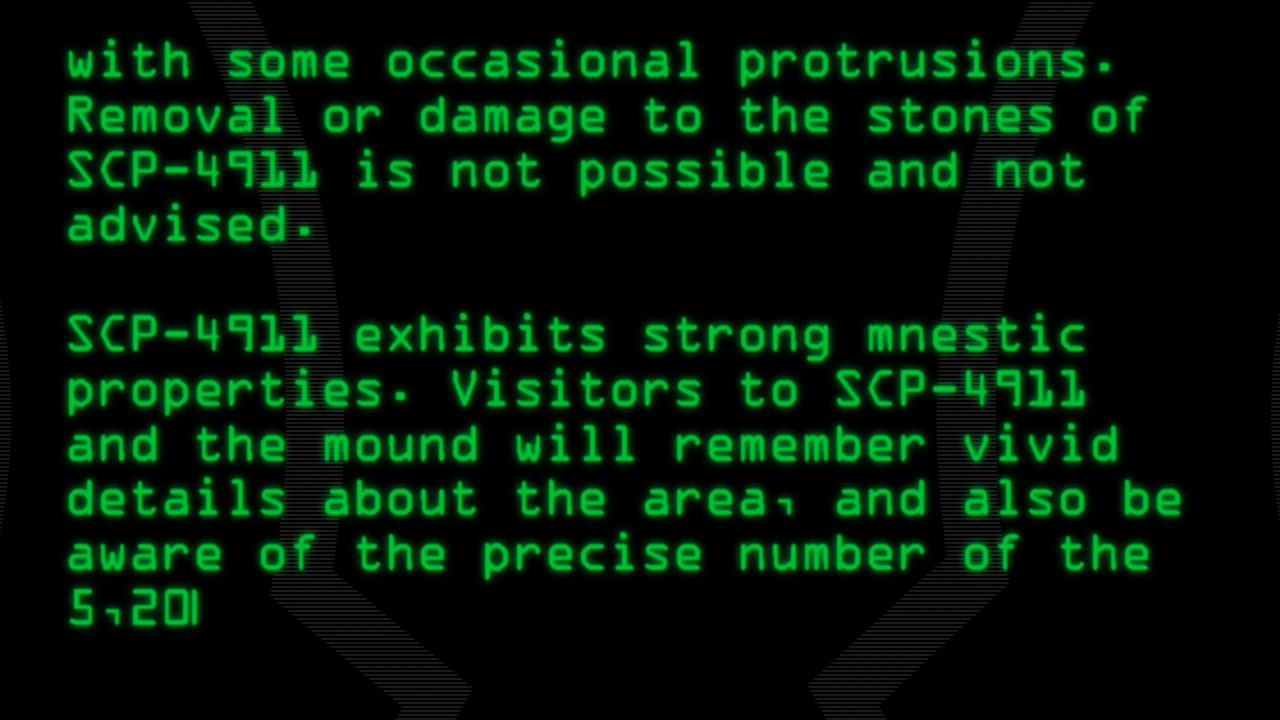 with some occasional protrusions.
Removal or damage to the stones of
SCP-4911 is not possible and not
advised.
SCP-4911 exhibits strong mnestic
properties. Visitors to SCP-4911
and the mound will remember vivid
details about the area, and also be
aware of the precise number of the
5,20